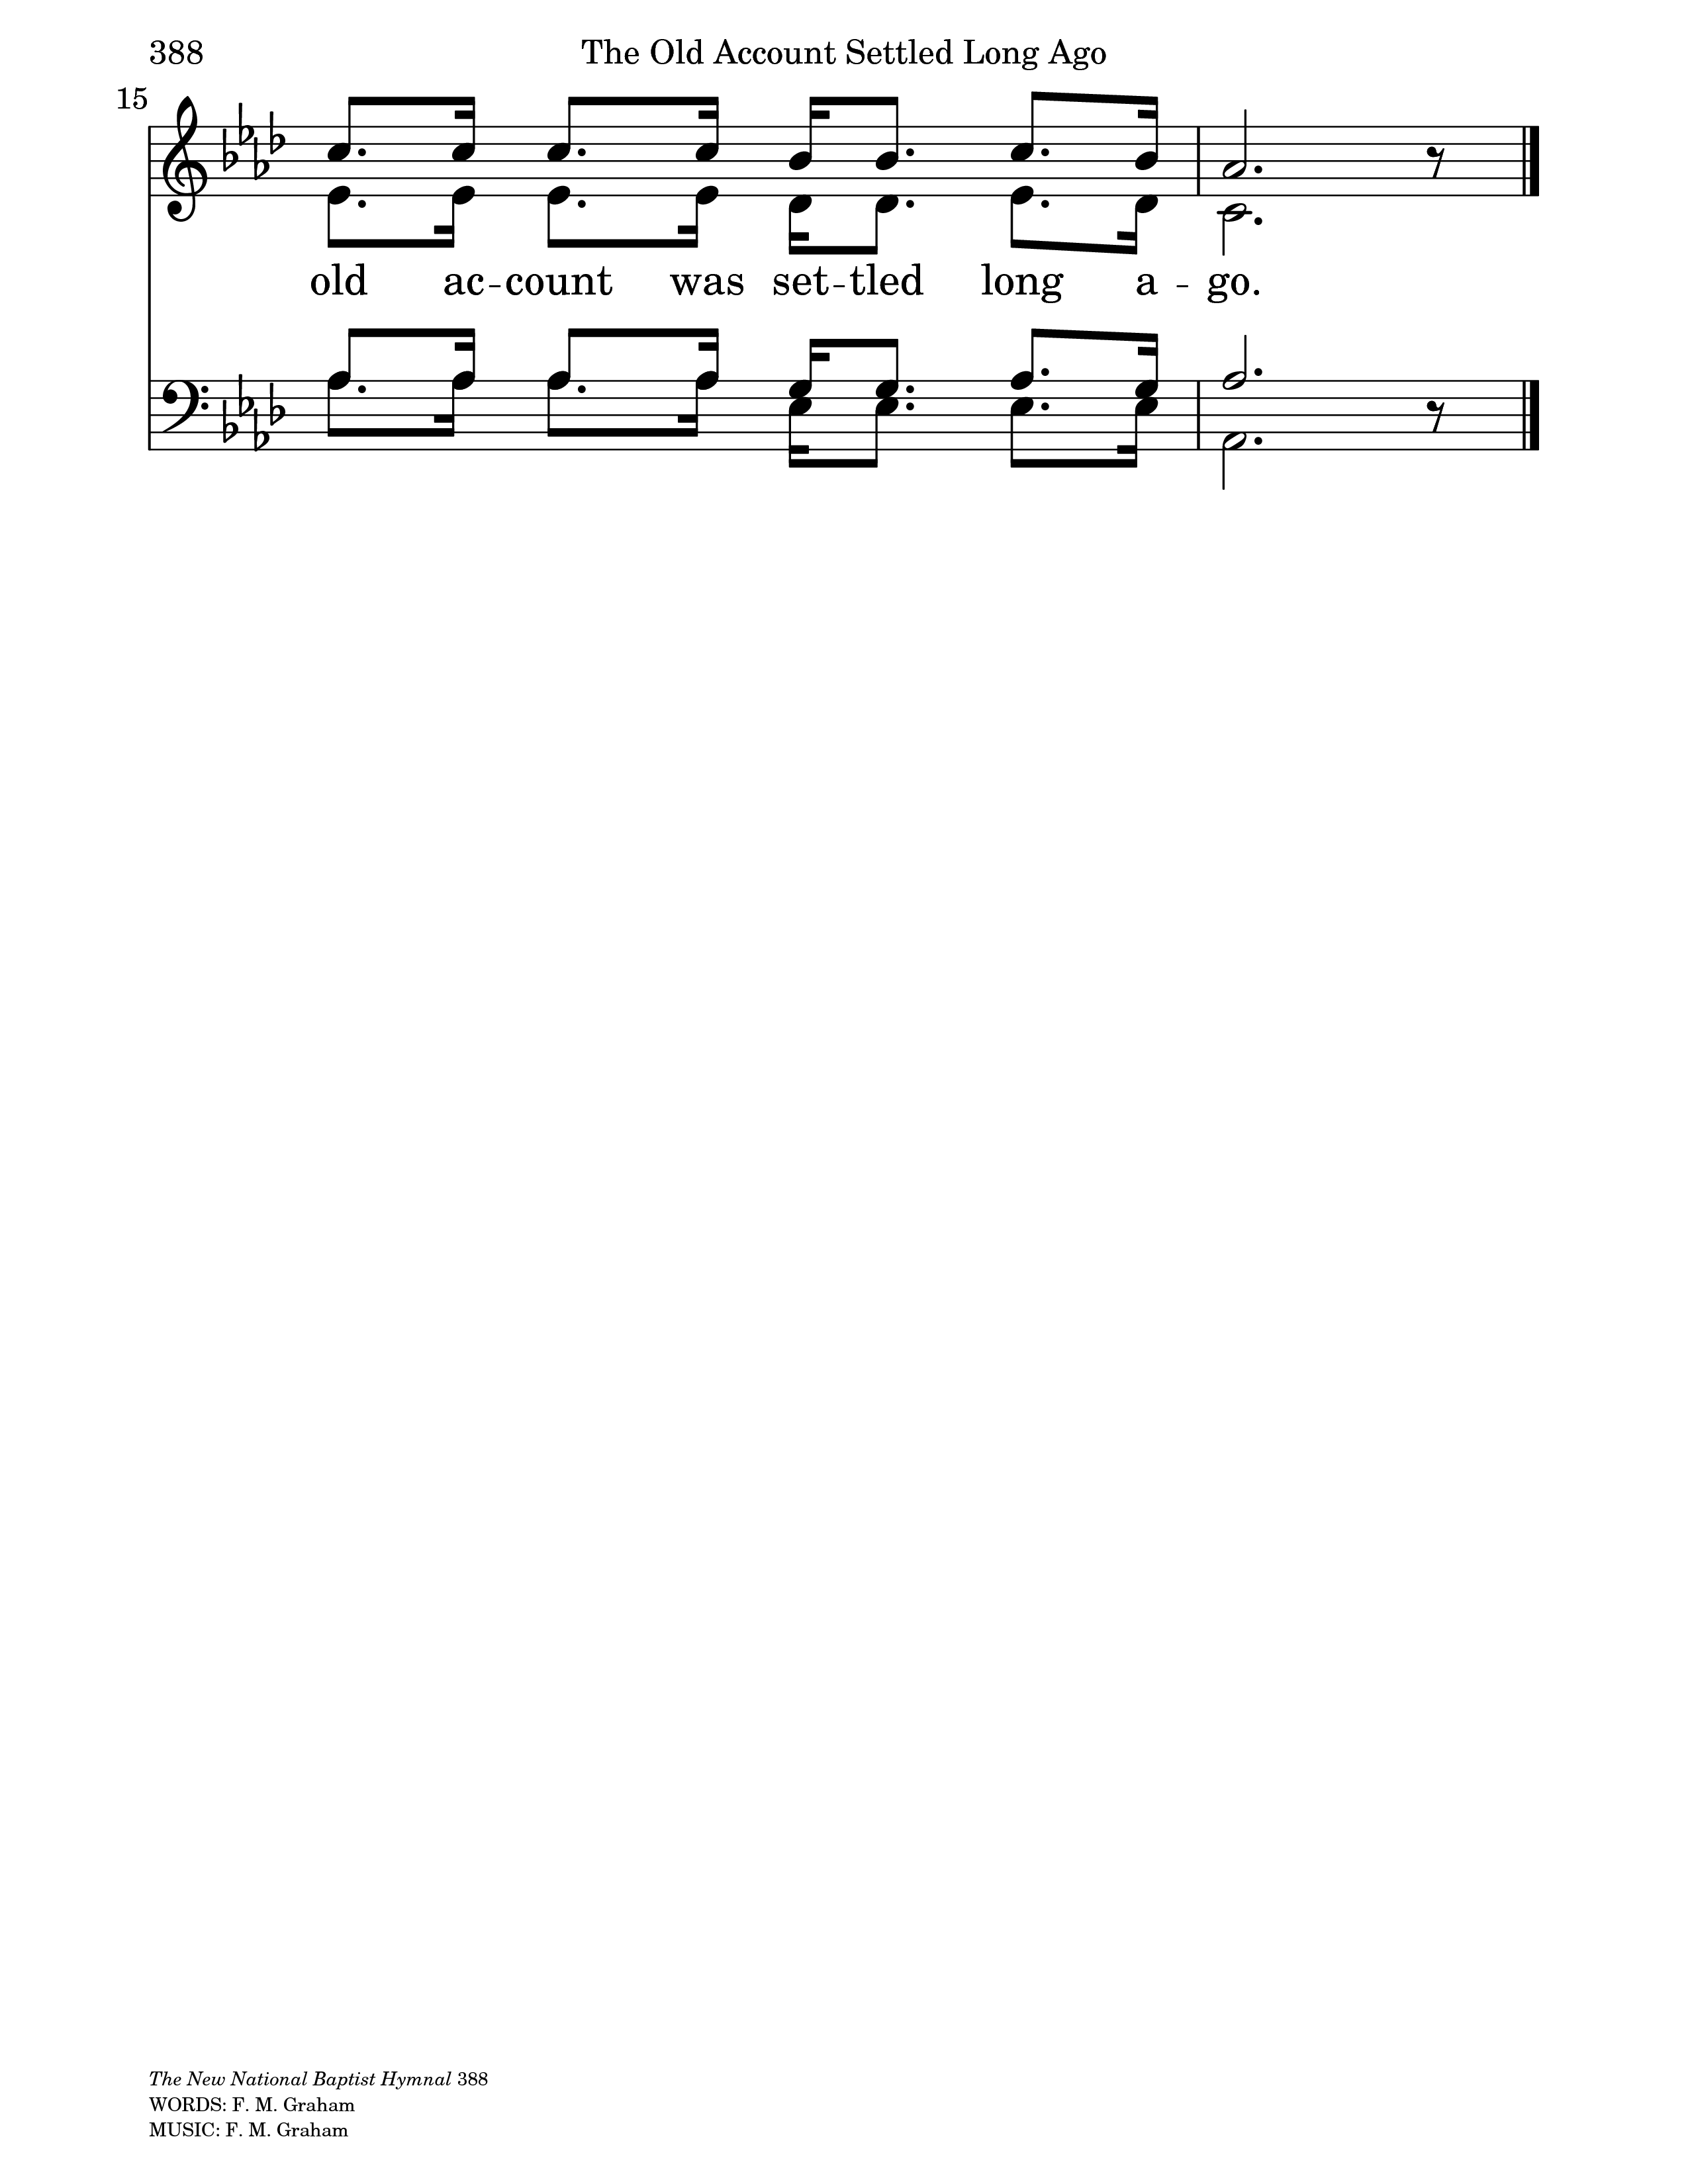 388 The Old Account Settled Long Ago
15
old ac - count was set - tled long a - go.
The New National Baptist Hymnal 388
WORDS: F. M. Graham
MUSIC: F. M. Graham